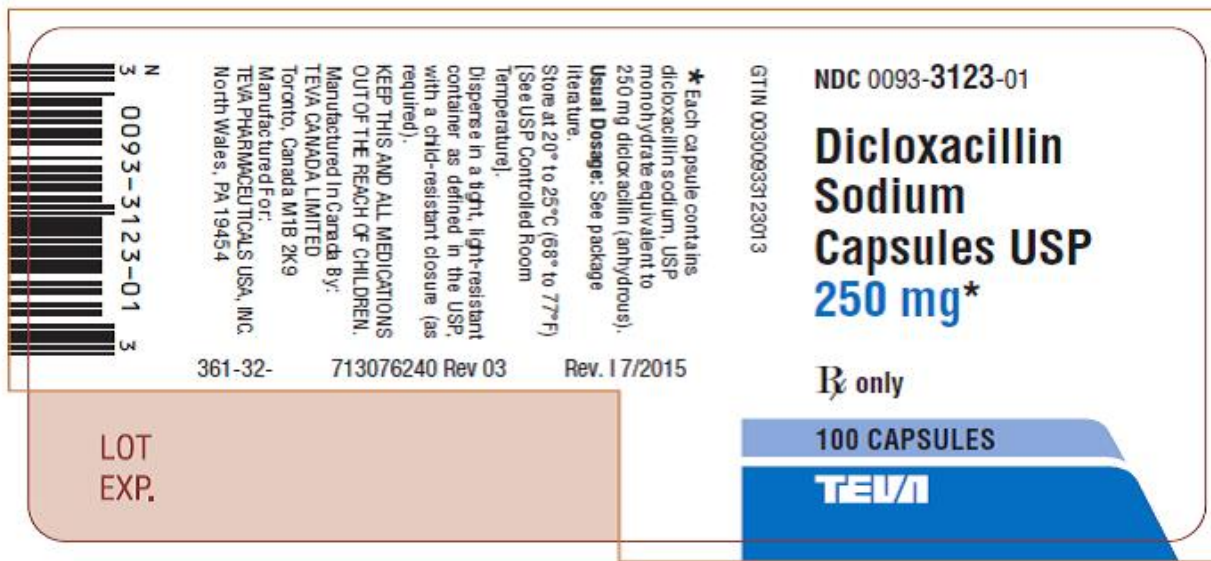 NDC 0093-3123-01
Dicloxacillin
Sodium
Capsules USP
250 mg*
℞ only
100 CAPSULES
TEVA
GTIN 00300933123013
*Each capsule contains
dicloxacillin sodium, USP
monohydrate equivalent to
250 mg dicloxacillin (anhydrous).
Usual Dosage: See package
literature.
Store at 20° to 25°C (68° to 77°F)
[See USP Controlled Room
Temperature].
Dispense in a tight, light-resistant
container as defined in the USP,
with a child-resistant closure (as
required).
KEEP THIS AND ALL MEDICATIONS
OUT OF THE REACH OF CHILDREN.
Manufactured In Canada By:
TEVA CANADA LIMITED
Toronto, Canada M1B 2K9
Manufactured For:
TEVA PHARMACEUTICALS USA, INC.
North Wales, PA 19454
361-32- 713076240 Rev 03 Rev. I 7/2015
N
3 0093-3123-01 3
LOT
EXP.